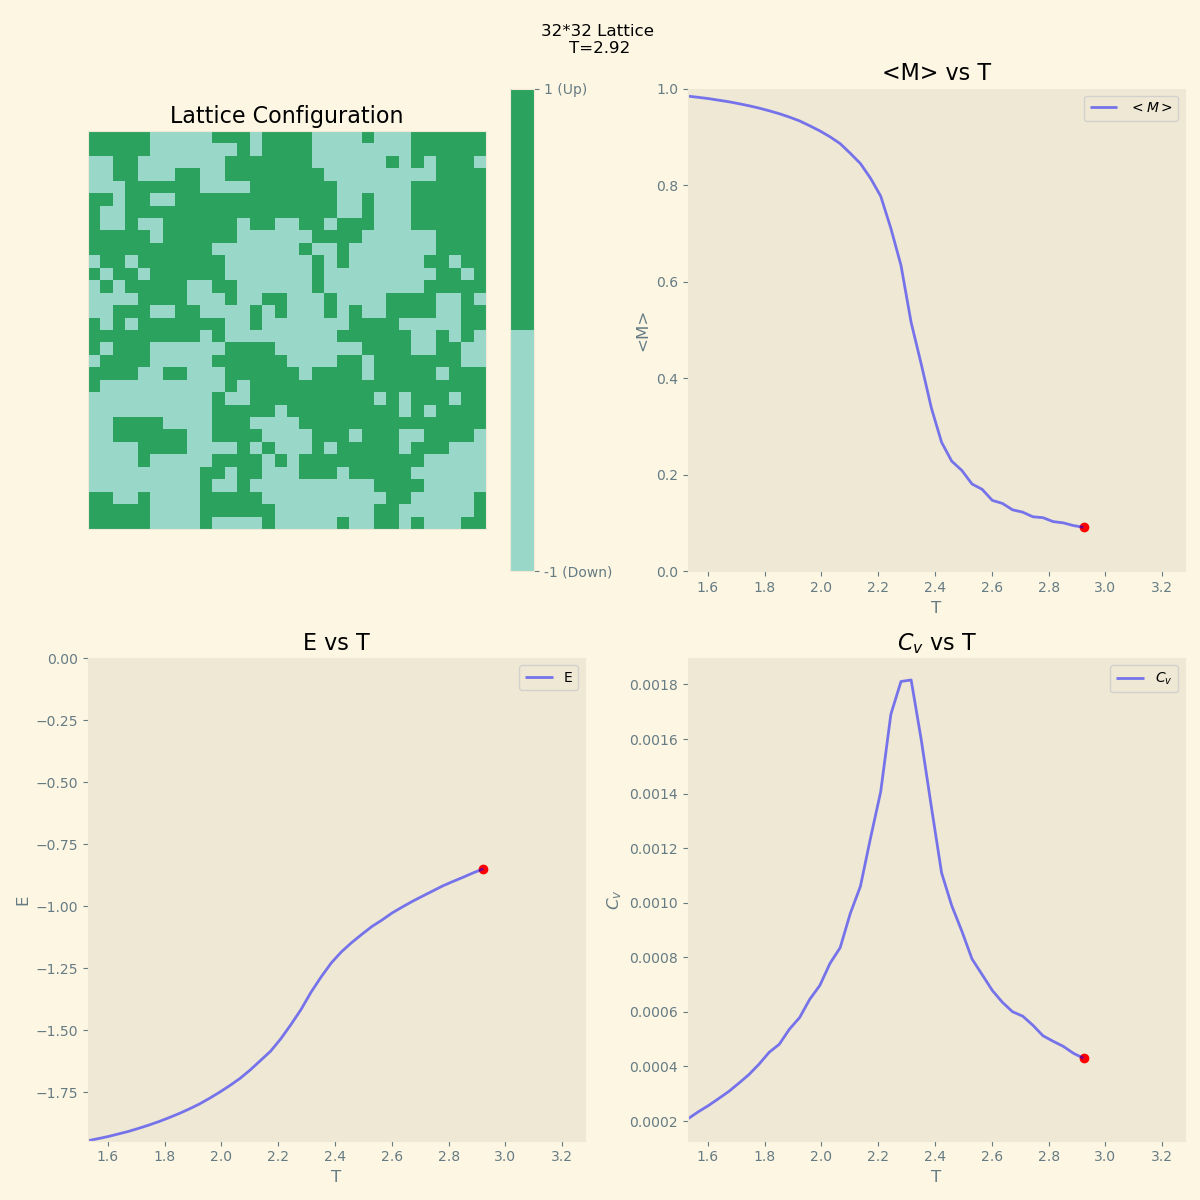 32*32 Lattice
T=2.92
Lattice Configuration
1 (Up)
-1 (Down)
<M> vs T
<M>
1.0
0.8
0.6
0.4
0.2
0.0
<M>
1.6 1.8 2.0 2.2 2.4 2.6 2.8 3.0 3.2
T
E vs T
E
0.00
−0.25
−0.50
−0.75
−1.00
−1.25
−1.50
−1.75
E
1.6 1.8 2.0 2.2 2.4 2.6 2.8 3.0 3.2
T
Cv vs T
Cv
0.0018
0.0016
0.0014
0.0012
0.0010
0.0008
0.0006
0.0004
0.0002
Cv
1.6 1.8 2.0 2.2 2.4 2.6 2.8 3.0 3.2
T